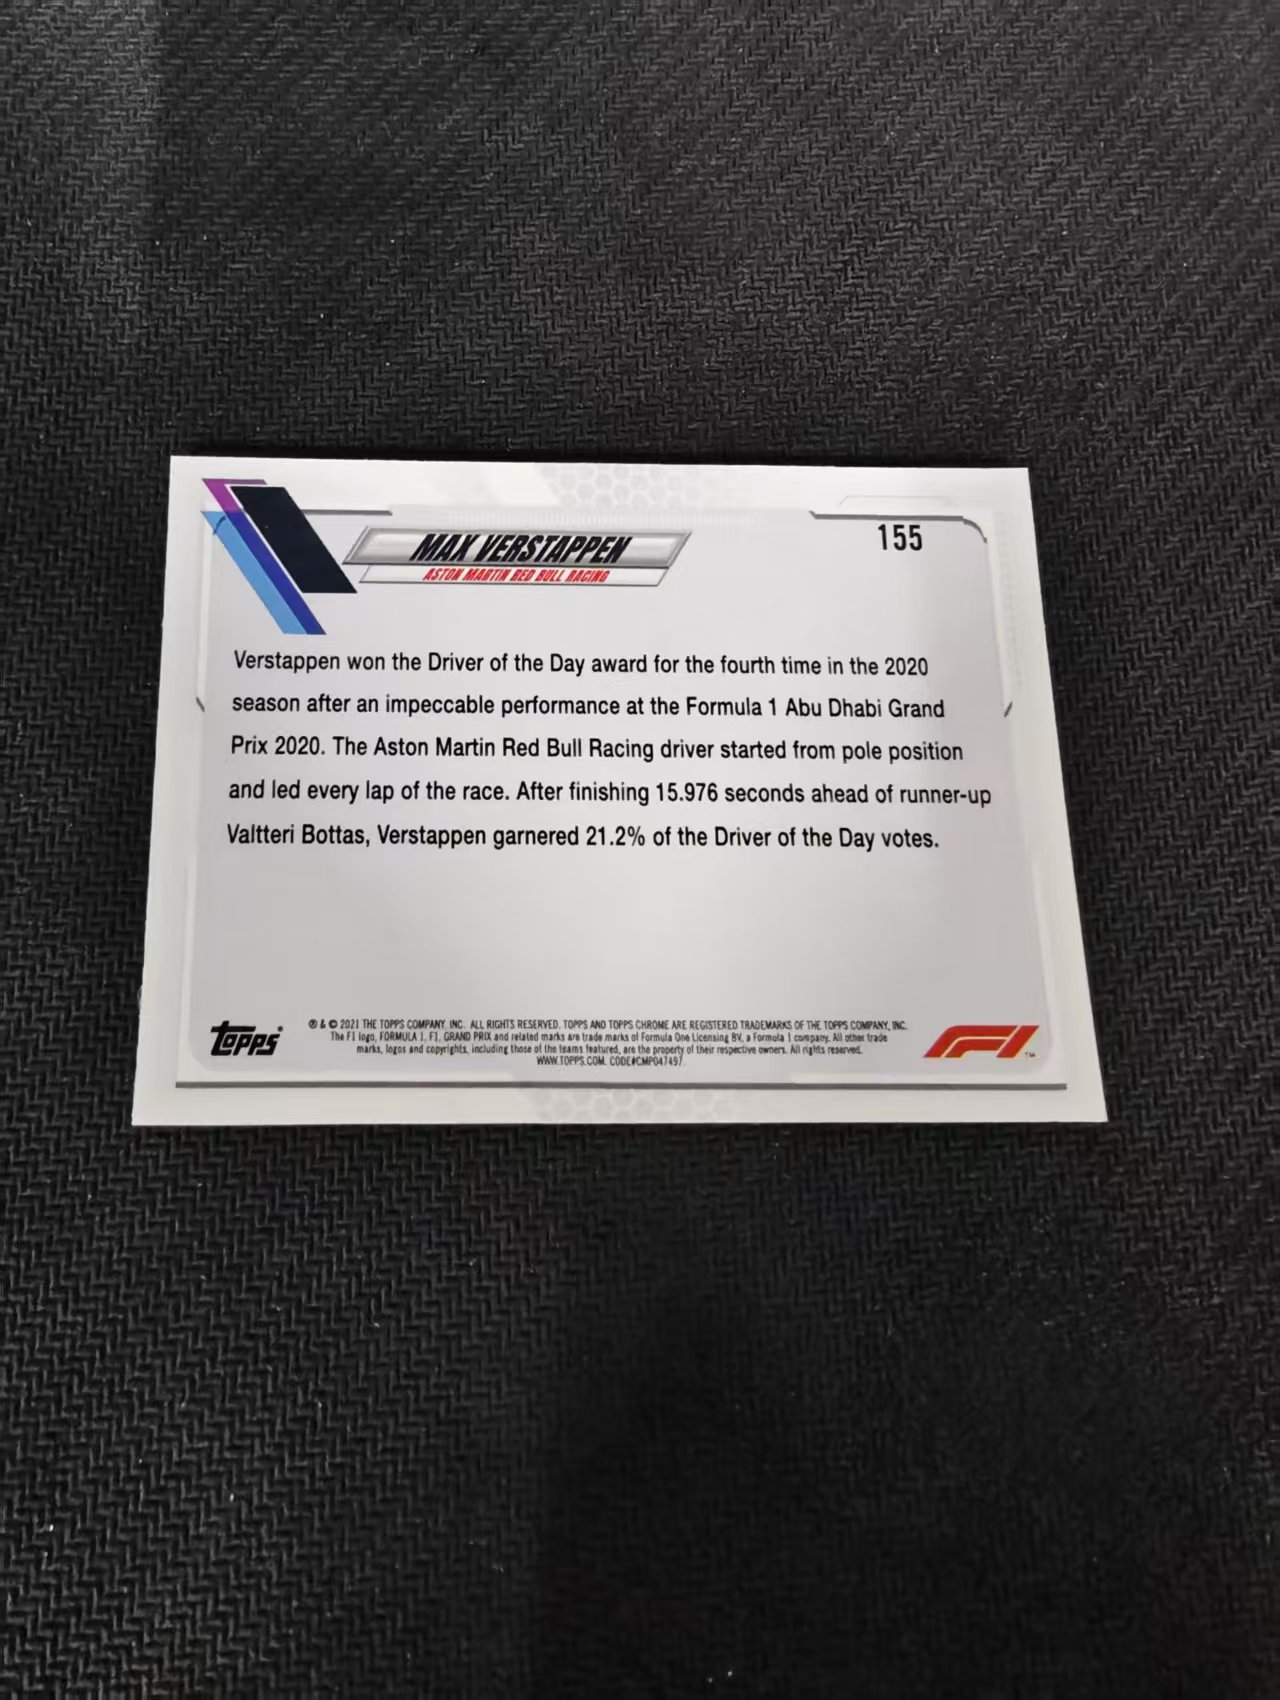 155
MAX VERSTAPPEN
ASTON MARTIN RED BULL RACING
Verstappen won the Driver of the Day award for the fourth time in the 2020
season after an impeccable performance at the Formula 1 Abu Dhabi Grand
Prix 2020. The Aston Martin Red Bull Racing driver started from pole position
and led every lap of the race. After finishing 15.976 seconds ahead of runner-up
Valtteri Bottas, Verstappen garnered 21.2% of the Driver of the Day votes.
Topps
® & © 2021 THE TOPPS COMPANY, INC. ALL RIGHTS RESERVED. TOPPS AND TOPPS CHROME ARE REGISTERED TRADEMARKS OF THE TOPPS COMPANY, INC.
The F1 logo, FORMULA 1, F1, GRAND PRIX and related marks are trade marks of Formula One Licensing BV, a Formula 1 company. All other trade
marks, logos and copyrights, including those of the teams featured, are the property of their respective owners. All rights reserved.
WWW.TOPPS.COM. CODE#CMP047497
F1